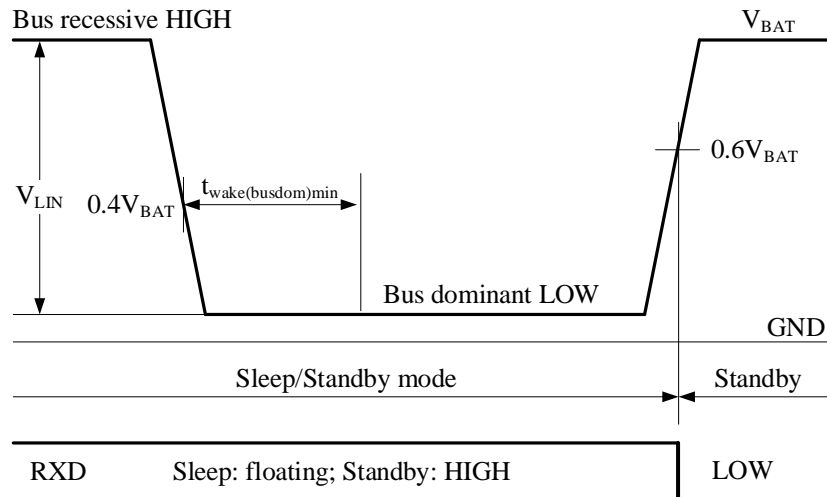 Bus recessive HIGH
V_BAT
0.6V_BAT
t_wake(busdom)min
V_LIN
0.4V_BAT
Bus dominant LOW
GND
Sleep/Standby mode
Standby
RXD
Sleep: floating; Standby: HIGH
LOW